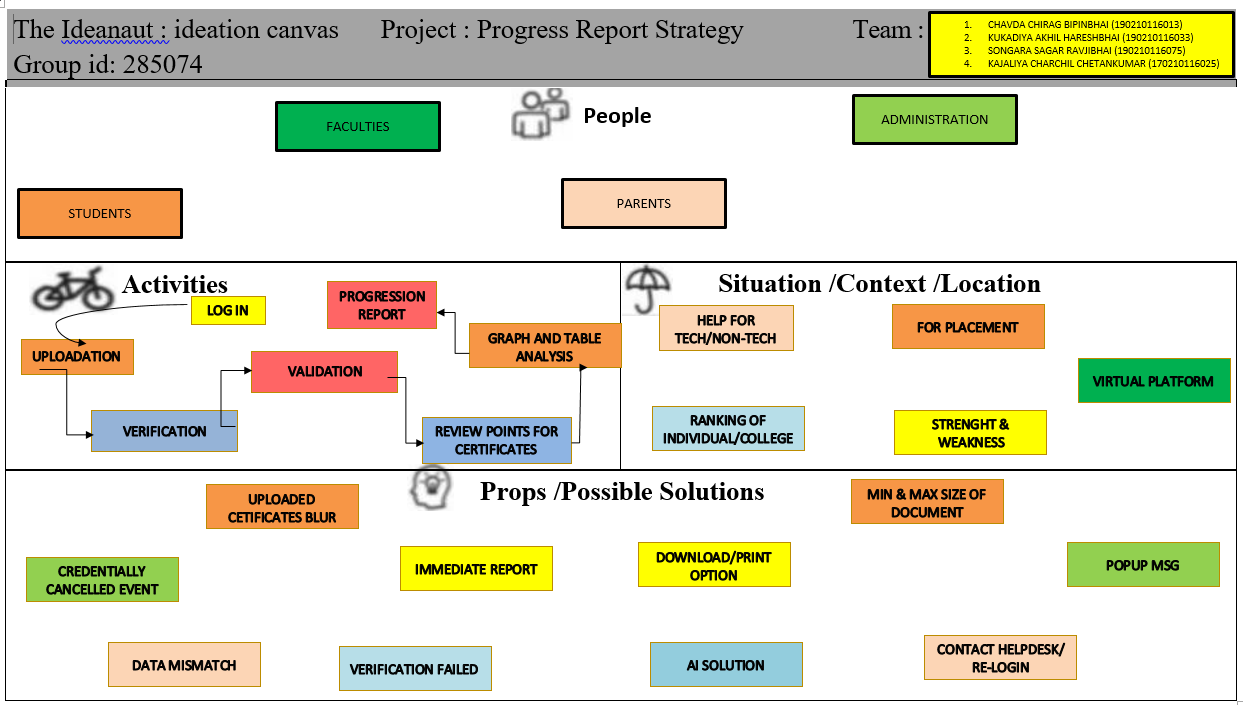 The Ideanaut : ideation canvas Project : Progress Report Strategy Team :
Group id: 285074
1. CHAVDA CHIRAG BIPINBHAI (190210116013)
2. KUKADIYA AKHIL HARESHBHAI (190210116033)
3. SONGARA SAGAR RAVJIBHAI (190210116075)
4. KAJALIYA CHARCHIL CHETANKUMAR (170210116025)
People
FACULTIES
ADMINISTRATION
STUDENTS
PARENTS
Activities
LOG IN
PROGRESSION
REPORT
UPLOADATION
GRAPH AND TABLE
ANALYSIS
VALIDATION
VERIFICATION
REVIEW POINTS FOR
CERTIFICATES
Situation /Context /Location
HELP FOR
TECH/NON-TECH
FOR PLACEMENT
VIRTUAL PLATFORM
RANKING OF
INDIVIDUAL/COLLEGE
STRENGHT &
WEAKNESS
Props /Possible Solutions
UPLOADED
CETIFICATES BLUR
MIN & MAX SIZE OF
DOCUMENT
CREDENTIALLY
CANCELLED EVENT
IMMEDIATE REPORT
DOWNLOAD/PRINT
OPTION
POPUP MSG
DATA MISMATCH
VERIFICATION FAILED
AI SOLUTION
CONTACT HELPDESK/
RE-LOGIN